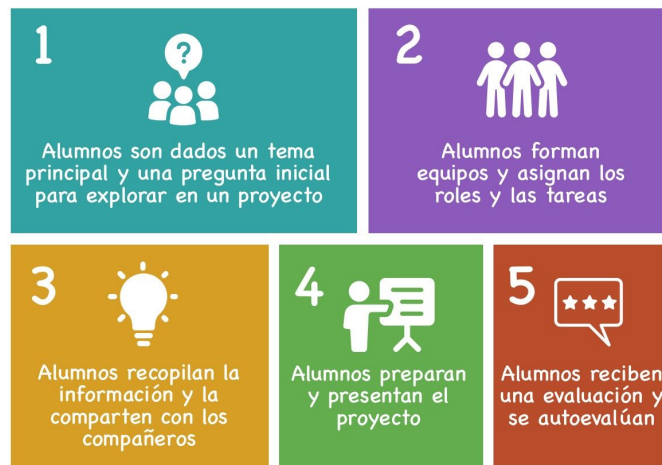 1
?
Alumnos son dados un tema
principal y una pregunta inicial
para explorar en un proyecto
2
Alumnos forman
equipos y asignan los
roles y las tareas
3
Alumnos recopilan la
información y la
comparten con los
compañeros
4
Alumnos preparan
y presentan el
proyecto
5
Alumnos reciben
una evaluación y
se autoevalúan